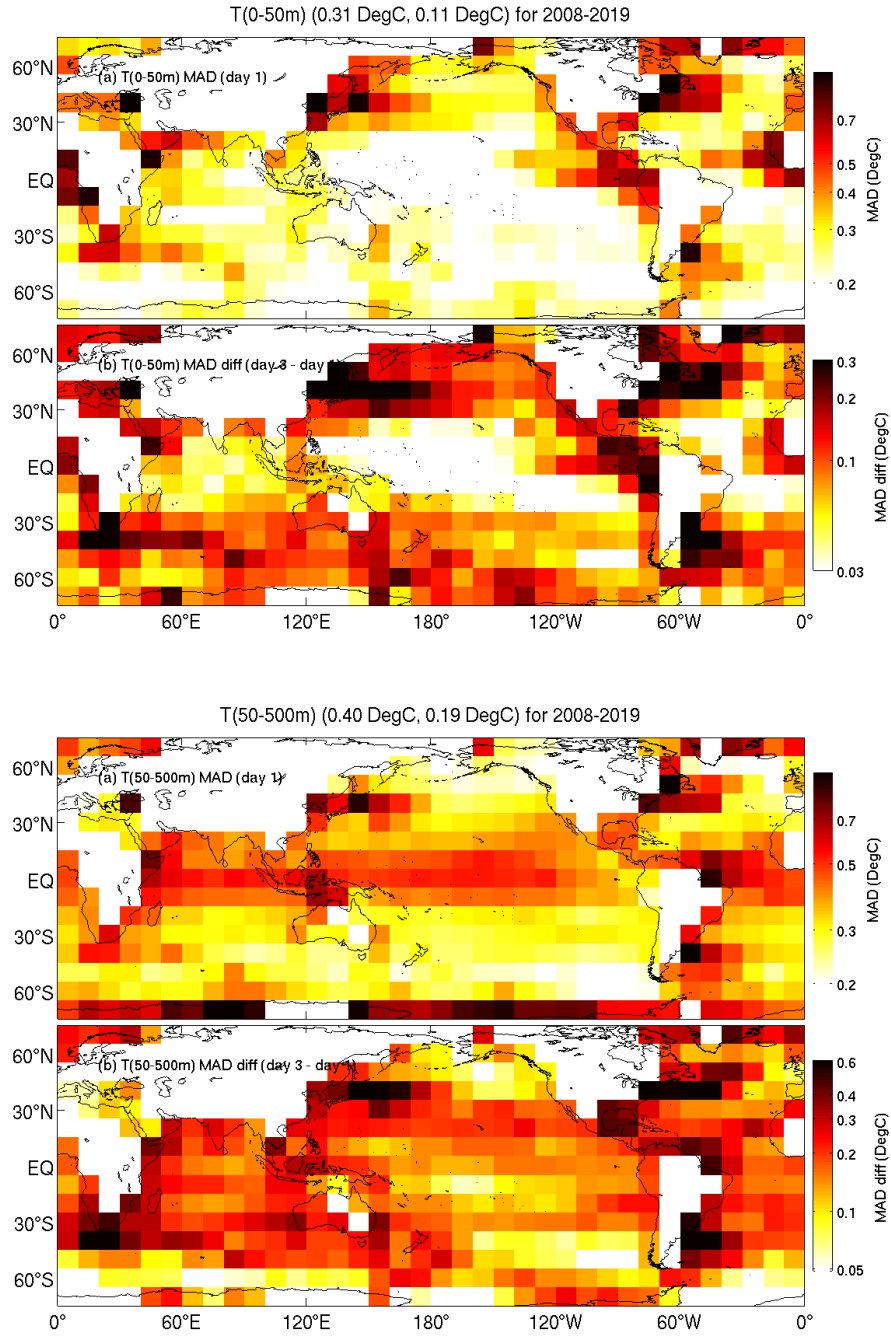 T(0-50m) (0.31 DegC, 0.11 DegC) for 2008-2019
60°N
30°N
EQ
30°S
60°S
(a) T(0-50m) MAD (day 1)
0.7
0.5
0.4
0.3
0.2
MAD (DegC)
60°N
30°N
EQ
30°S
60°S
(b) T(0-50m) MAD diff (day 3 - day 1)
0.3
0.2
0.1
0.03
MAD diff (DegC)
0° 60°E 120°E 180° 120°W 60°W 0°
T(50-500m) (0.40 DegC, 0.19 DegC) for 2008-2019
60°N
30°N
EQ
30°S
60°S
(a) T(50-500m) MAD (day 1)
0.7
0.5
0.3
0.2
MAD (DegC)
60°N
30°N
EQ
30°S
60°S
(b) T(50-500m) MAD diff (day 3 - day 1)
0.6
0.4
0.3
0.2
0.1
0.05
MAD diff (DegC)
0° 60°E 120°E 180° 120°W 60°W 0°